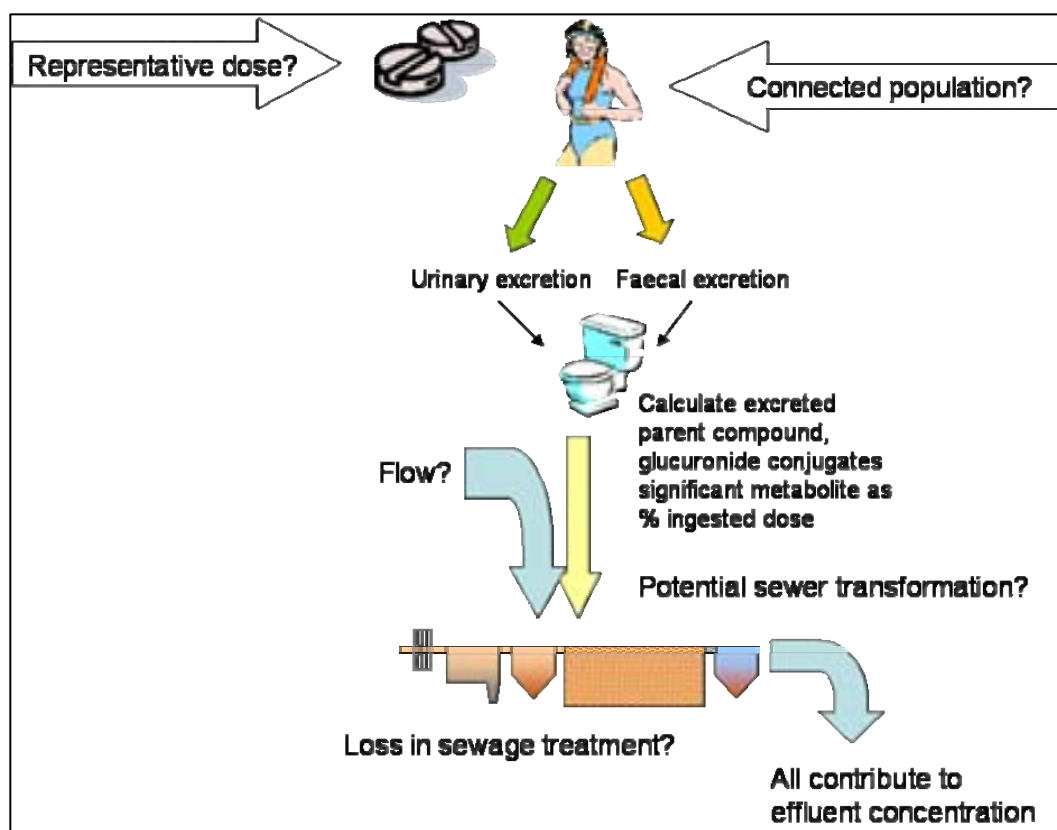 Representative dose?
Connected population?
Urinary excretion
Faecal excretion
Calculate excreted
parent compound,
glucuronide conjugates
significant metabolite as
% ingested dose
Flow?
Potential sewer transformation?
Loss in sewage treatment?
All contribute to
effluent concentration